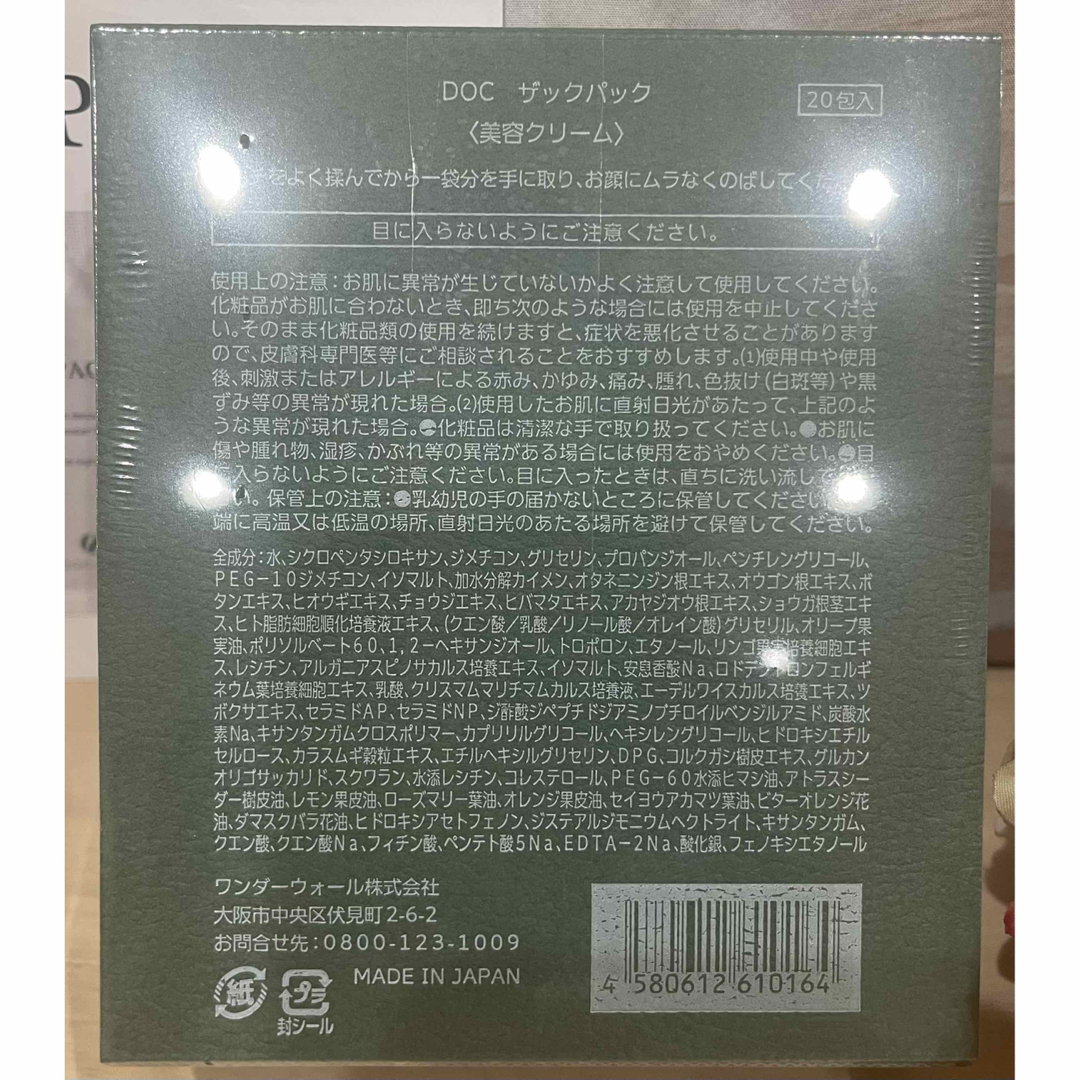 DOC ザックパック
20包入
〈美容クリーム〉
をよく揉んでから一袋分を手に取り、お顔にムラなくのばしてくだ
目に入らないようにご注意ください。
使用上の注意：お肌に異常が生じていないかよく注意して使用してください。
化粧品がお肌に合わないとき、即ち次のような場合には使用を中止してくださ
い。そのまま化粧品類の使用を続けますと、症状を悪化させることがあります
ので、皮膚科専門医等にご相談されることをおすすめします。(1)使用中や使用
後、刺激またはアレルギーによる赤み、かゆみ、痛み、腫れ、色抜け(白斑等)や黒
ずみ等の異常が現れた場合。(2)使用したお肌に直射日光があたって、上記のよ
うな異常が現れた場合。●化粧品は清潔な手で取り扱ってください。●お肌に
傷や腫れ物、湿疹、かぶれ等の異常がある場合には使用をおやめください。●目
に入らないようにご注意ください。目に入ったときは、直ちに洗い流して
い。保管上の注意：●乳幼児の手の届かないところに保管してください
端に高温又は低温の場所、直射日光のあたる場所を避けて保管してください。
全成分：水、シクロペンタシロキサン、ジメチコン、グリセリン、プロパンジオール、ペンチレングリコール、
PEG-10ジメチコン、イソマルト、加水分解カイメン、オタネニンジン根エキス、オウゴン根エキス、ボ
タンエキス、ヒオウギエキス、チョウジエキス、ヒバマタエキス、アカヤジオウ根エキス、ショウガ根茎エキ
ス、ヒト脂肪細胞順化培養液エキス、(クエン酸/乳酸/リノール酸/オレイン酸)グリセリル、オリーブ果
実油、ポリソルベート60、1,2-ヘキサンジオール、トロポロン、エタノール、リンゴ果実培養細胞エキ
ス、レシチン、アルガニアスピノサカルス培養エキス、イソマルト、安息香酸Na、ロドデンドロンフェルギ
ネウム葉培養細胞エキス、乳酸、クリスマムマリチマムカルス培養液、エーデルワイスカルス培養エキス、ツ
ボクサエキス、セラミドAP、セラミドNP、ジ酢酸ジペプチドジアミノブチロイルベンジルアミド、炭酸水
素Na、キサンタンガムクロスポリマー、カプリリルグリコール、ヘキシレングリコール、ヒドロキシエチル
セルロース、カラスムギ穀粒エキス、エチルヘキシルグリセリン、DPG、コルクガシ樹皮エキス、グルカン
オリゴサッカリド、スクワラン、水添レシチン、コレステロール、PEG-60水添ヒマシ油、アトラスシー
ダー樹皮油、レモン果皮油、ローズマリー葉油、オレンジ果皮油、セイヨウアカマツ葉油、ビターオレンジ花
油、ダマスクバラ花油、ヒドロキシアセトフェノン、ジステアルジモニウムヘクトライト、キサンタンガム、
クエン酸、クエン酸Na、フィチン酸、ペンテト酸5Na、EDTA-2Na、酸化銀、フェノキシエタノール
ワンダーウォール株式会社
大阪市中央区伏見町2-6-2
お問合せ先：0800-123-1009
MADE IN JAPAN
紙
プラ
封シール
4 580612 610164